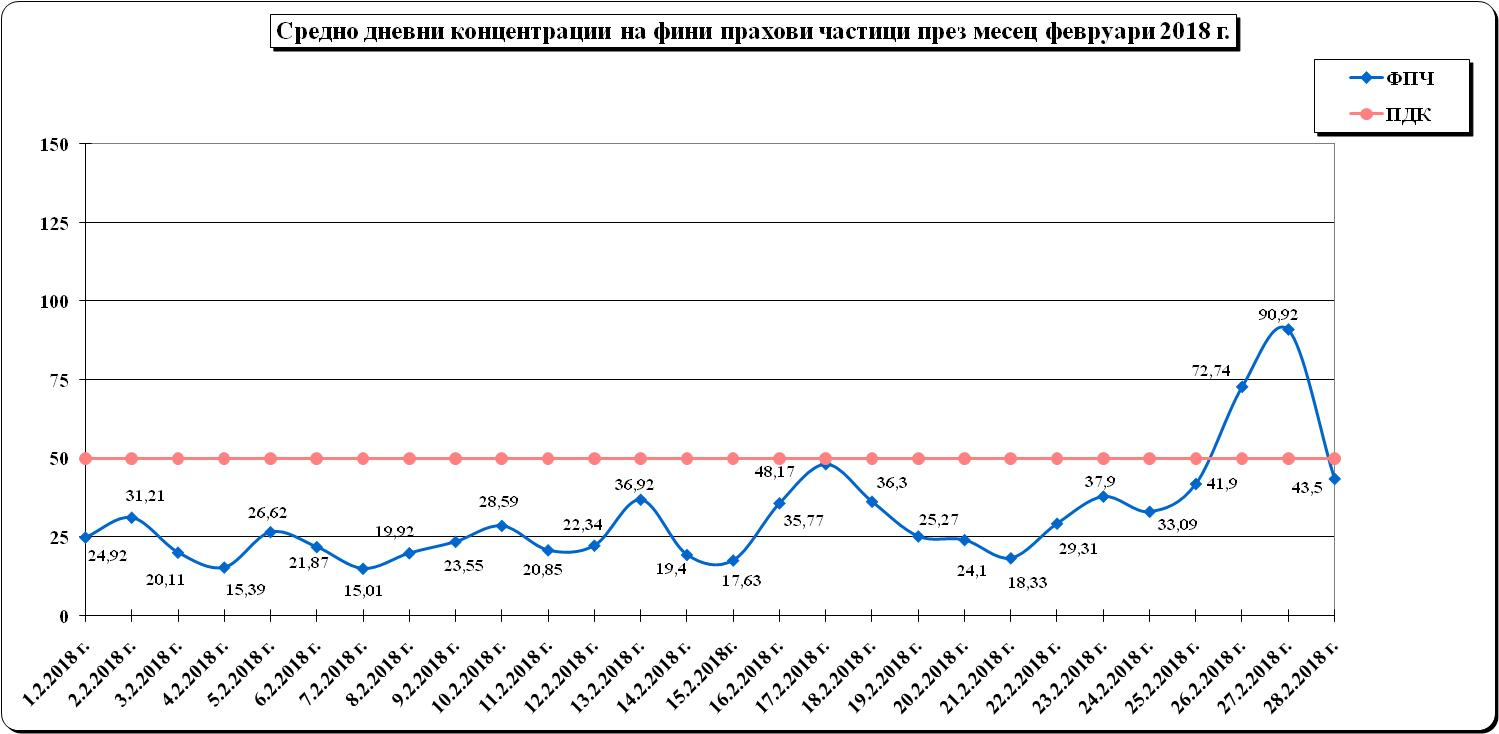 Средно дневни концентрации на фини прахови частици през месец февруари 2018 г.
ФПЧ
ПДК
150
125
100
75
50
25
0
24,92
31,21
20,11
15,39
26,62
21,87
15,01
19,92
23,55
28,59
20,85
22,34
36,92
19,4
17,63
35,77
48,17
36,3
25,27
24,1
18,33
29,31
37,9
33,09
41,9
72,74
90,92
43,5
1.2.2018 г.
2.2.2018 г.
3.2.2018 г.
4.2.2018 г.
5.2.2018 г.
6.2.2018 г.
7.2.2018 г.
8.2.2018 г.
9.2.2018 г.
10.2.2018 г.
11.2.2018 г.
12.2.2018 г.
13.2.2018 г.
14.2.2018 г.
15.2.2018г.
16.2.2018 г.
17.2.2018 г.
18.2.2018 г.
19.2.2018 г.
20.2.2018 г.
21.2.2018 г.
22.2.2018 г.
23.2.2018 г.
24.2.2018 г.
25.2.2018 г.
26.2.2018 г.
27.2.2018 г.
28.2.2018 г.